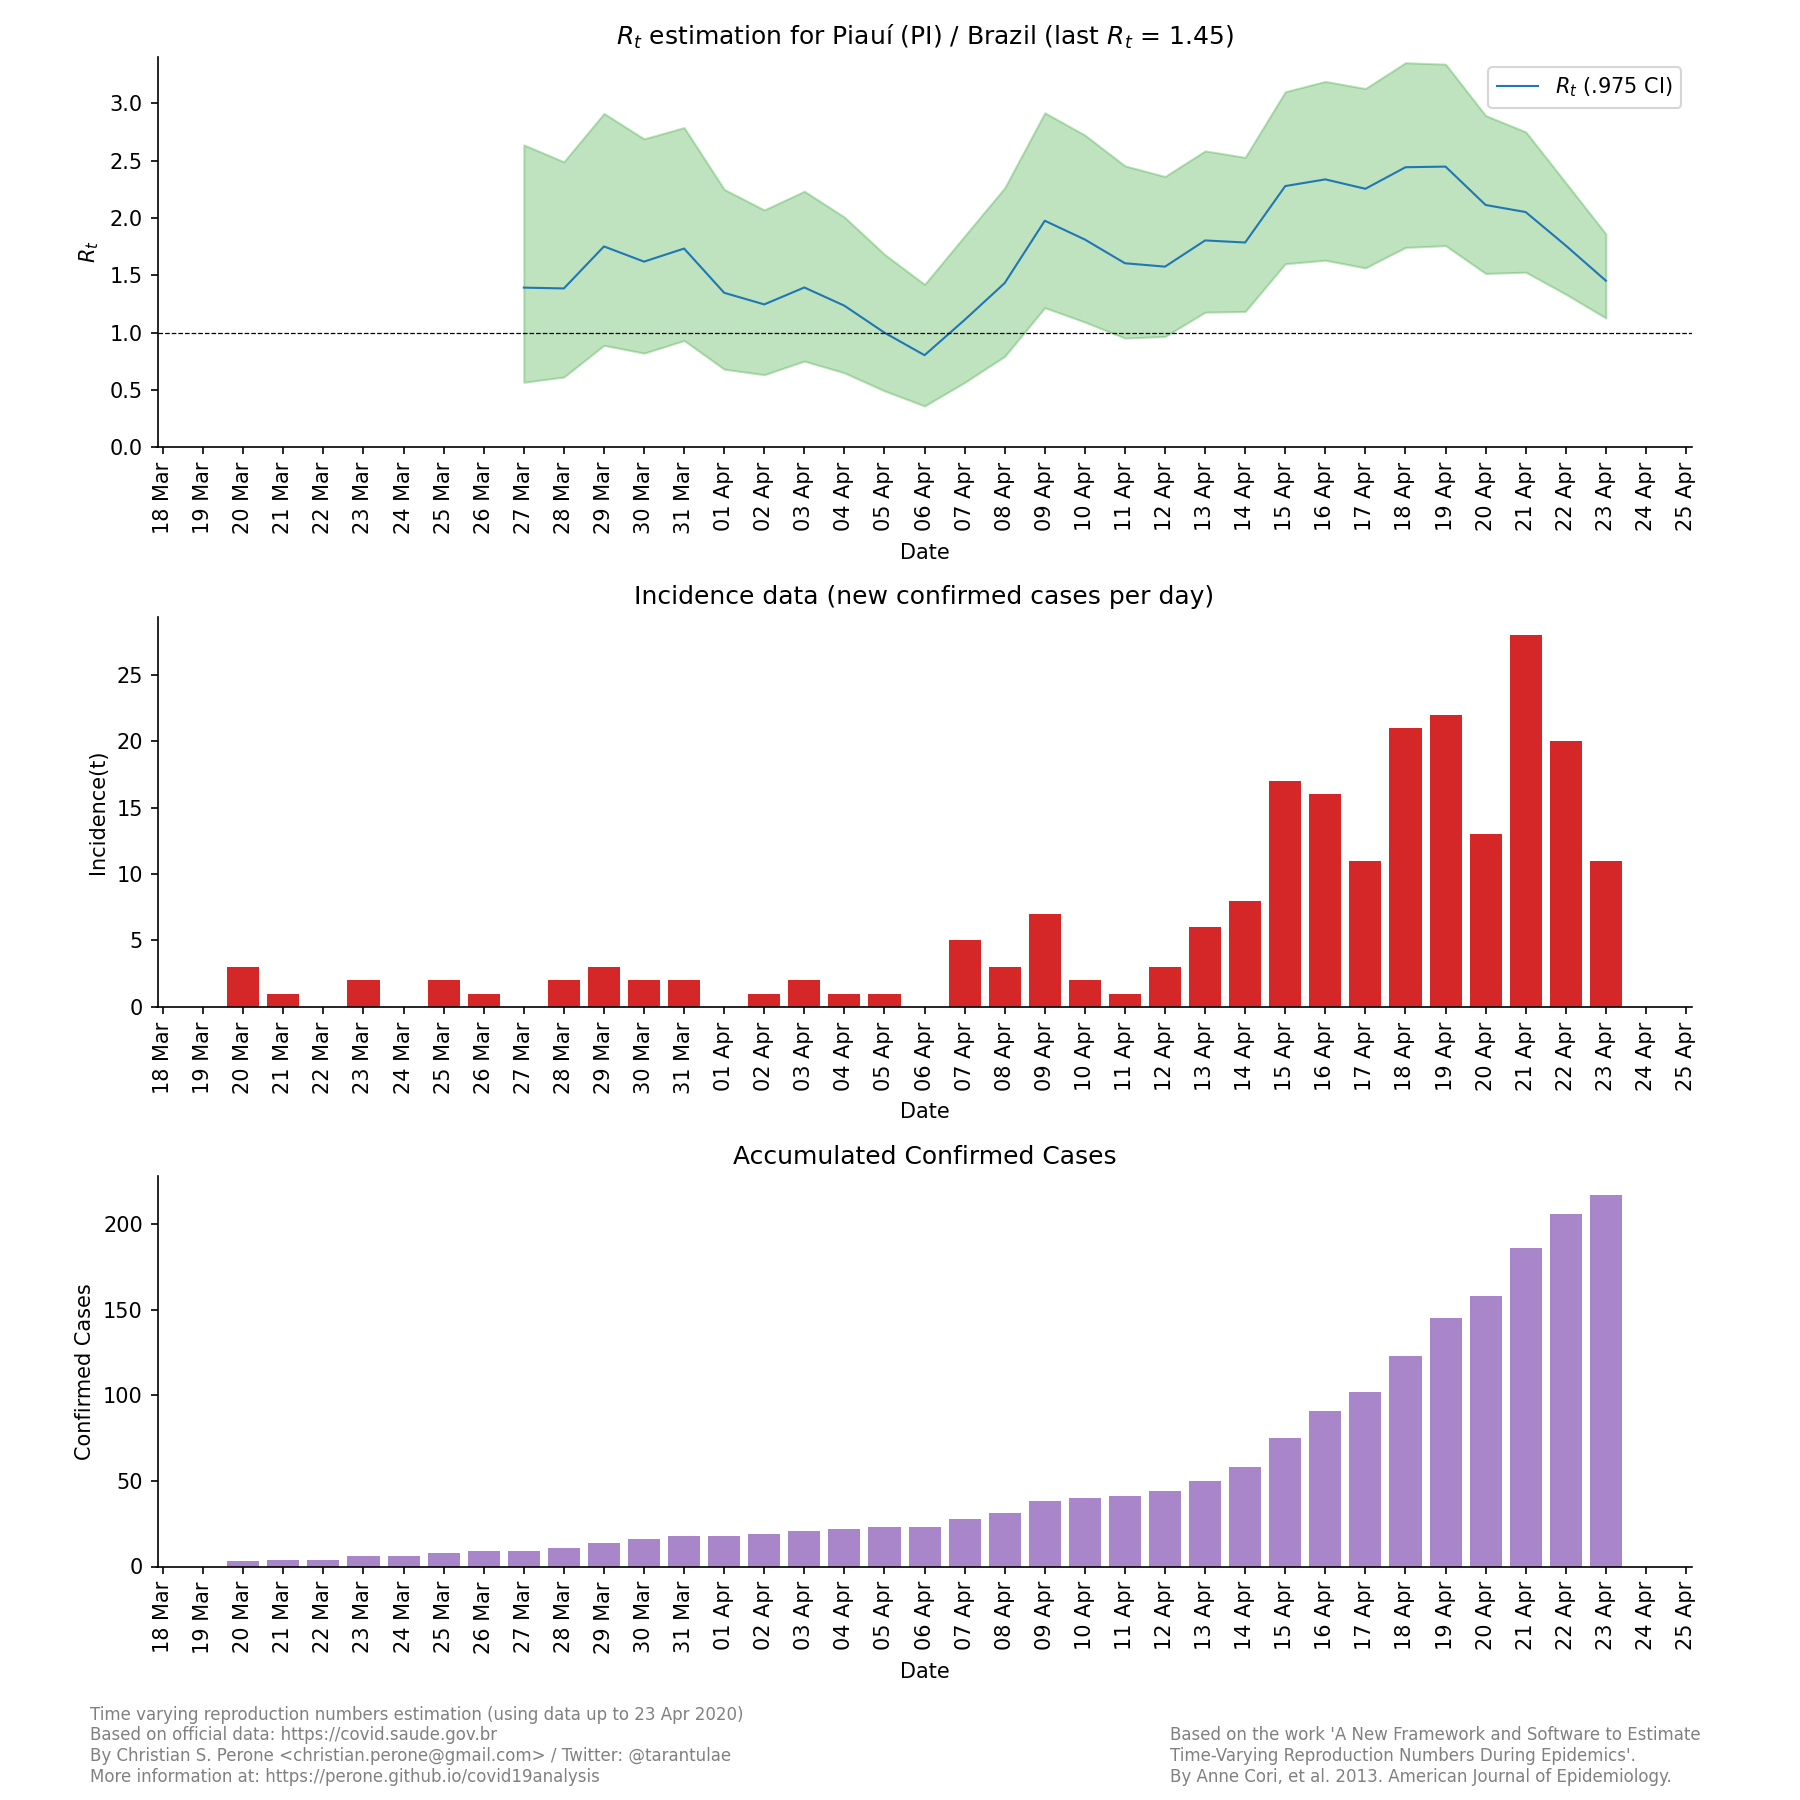 Rt estimation for Piauí (PI) / Brazil (last Rt = 1.45)
Rt (.975 CI)
Rt
3.0
2.5
2.0
1.5
1.0
0.5
0.0
18 Mar 19 Mar 20 Mar 21 Mar 22 Mar 23 Mar 24 Mar 25 Mar 26 Mar 27 Mar 28 Mar 29 Mar 30 Mar 31 Mar 01 Apr 02 Apr 03 Apr 04 Apr 05 Apr 06 Apr 07 Apr 08 Apr 09 Apr 10 Apr 11 Apr 12 Apr 13 Apr 14 Apr 15 Apr 16 Apr 17 Apr 18 Apr 19 Apr 20 Apr 21 Apr 22 Apr 23 Apr 24 Apr 25 Apr
Date
Incidence data (new confirmed cases per day)
Incidence(t)
25
20
15
10
5
0
18 Mar 19 Mar 20 Mar 21 Mar 22 Mar 23 Mar 24 Mar 25 Mar 26 Mar 27 Mar 28 Mar 29 Mar 30 Mar 31 Mar 01 Apr 02 Apr 03 Apr 04 Apr 05 Apr 06 Apr 07 Apr 08 Apr 09 Apr 10 Apr 11 Apr 12 Apr 13 Apr 14 Apr 15 Apr 16 Apr 17 Apr 18 Apr 19 Apr 20 Apr 21 Apr 22 Apr 23 Apr 24 Apr 25 Apr
Date
Accumulated Confirmed Cases
Confirmed Cases
200
150
100
50
0
18 Mar 19 Mar 20 Mar 21 Mar 22 Mar 23 Mar 24 Mar 25 Mar 26 Mar 27 Mar 28 Mar 29 Mar 30 Mar 31 Mar 01 Apr 02 Apr 03 Apr 04 Apr 05 Apr 06 Apr 07 Apr 08 Apr 09 Apr 10 Apr 11 Apr 12 Apr 13 Apr 14 Apr 15 Apr 16 Apr 17 Apr 18 Apr 19 Apr 20 Apr 21 Apr 22 Apr 23 Apr 24 Apr 25 Apr
Date
Time varying reproduction numbers estimation (using data up to 23 Apr 2020)
Based on official data: https://covid.saude.gov.br
By Christian S. Perone <christian.perone@gmail.com> / Twitter: @tarantulae
More information at: https://perone.github.io/covid19analysis
Based on the work 'A New Framework and Software to Estimate
Time-Varying Reproduction Numbers During Epidemics'.
By Anne Cori, et al. 2013. American Journal of Epidemiology.